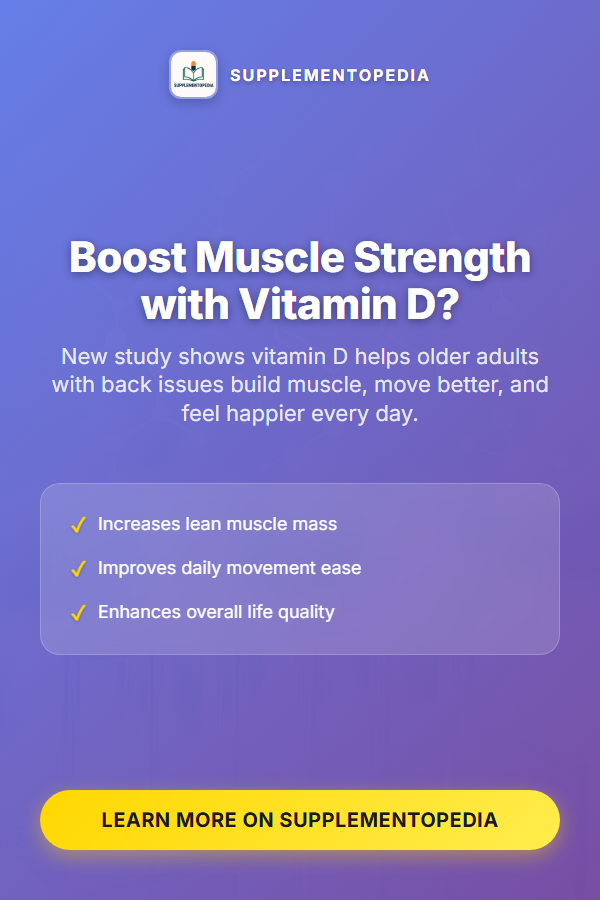 SUPPLEMENTOPEDIA
SUPPLEMENTOPEDIA
Boost Muscle Strength
with Vitamin D?
New study shows vitamin D helps older adults
with back issues build muscle, move better, and
feel happier every day.
✓ Increases lean muscle mass
✓ Improves daily movement ease
✓ Enhances overall life quality
LEARN MORE ON SUPPLEMENTOPEDIA